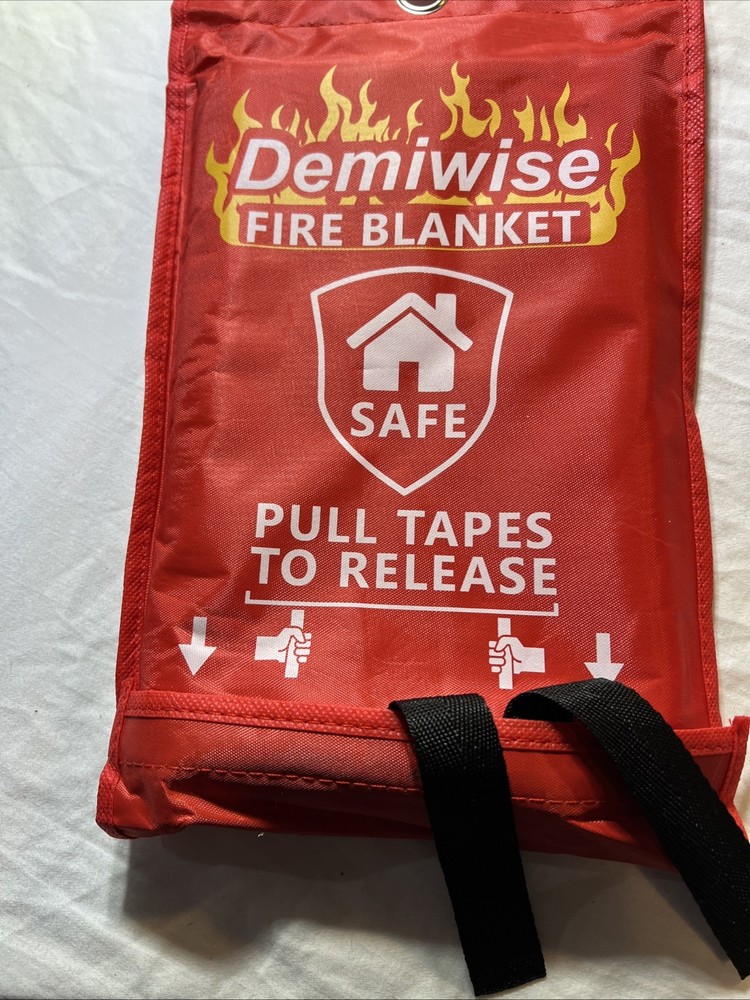 Demiwise
FIRE BLANKET
SAFE
PULL TAPES
TO RELEASE